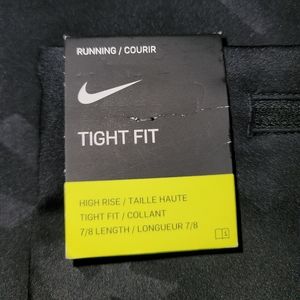 RUNNING / COURIR
TIGHT FIT
HIGH RISE / TAILLE HAUTE
TIGHT FIT / COLLANT
7/8 LENGTH / LONGUEUR 7/8